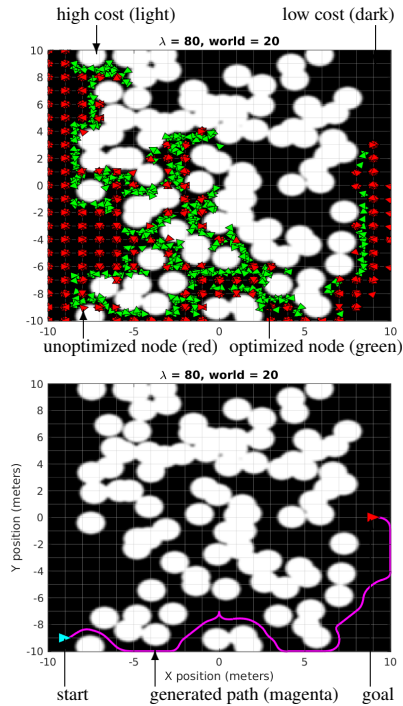 high cost (light) low cost (dark)
λ = 80, world = 20
10
8
6
4
2
0
-2
-4
-6
-8
-10
-10 -5 0 5 10
unoptimized node (red) optimized node (green)
λ = 80, world = 20
10
8
6
4
2
0
-2
-4
-6
-8
-10
Y position (meters)
-10 -5 0 5 10
X position (meters)
start generated path (magenta) goal